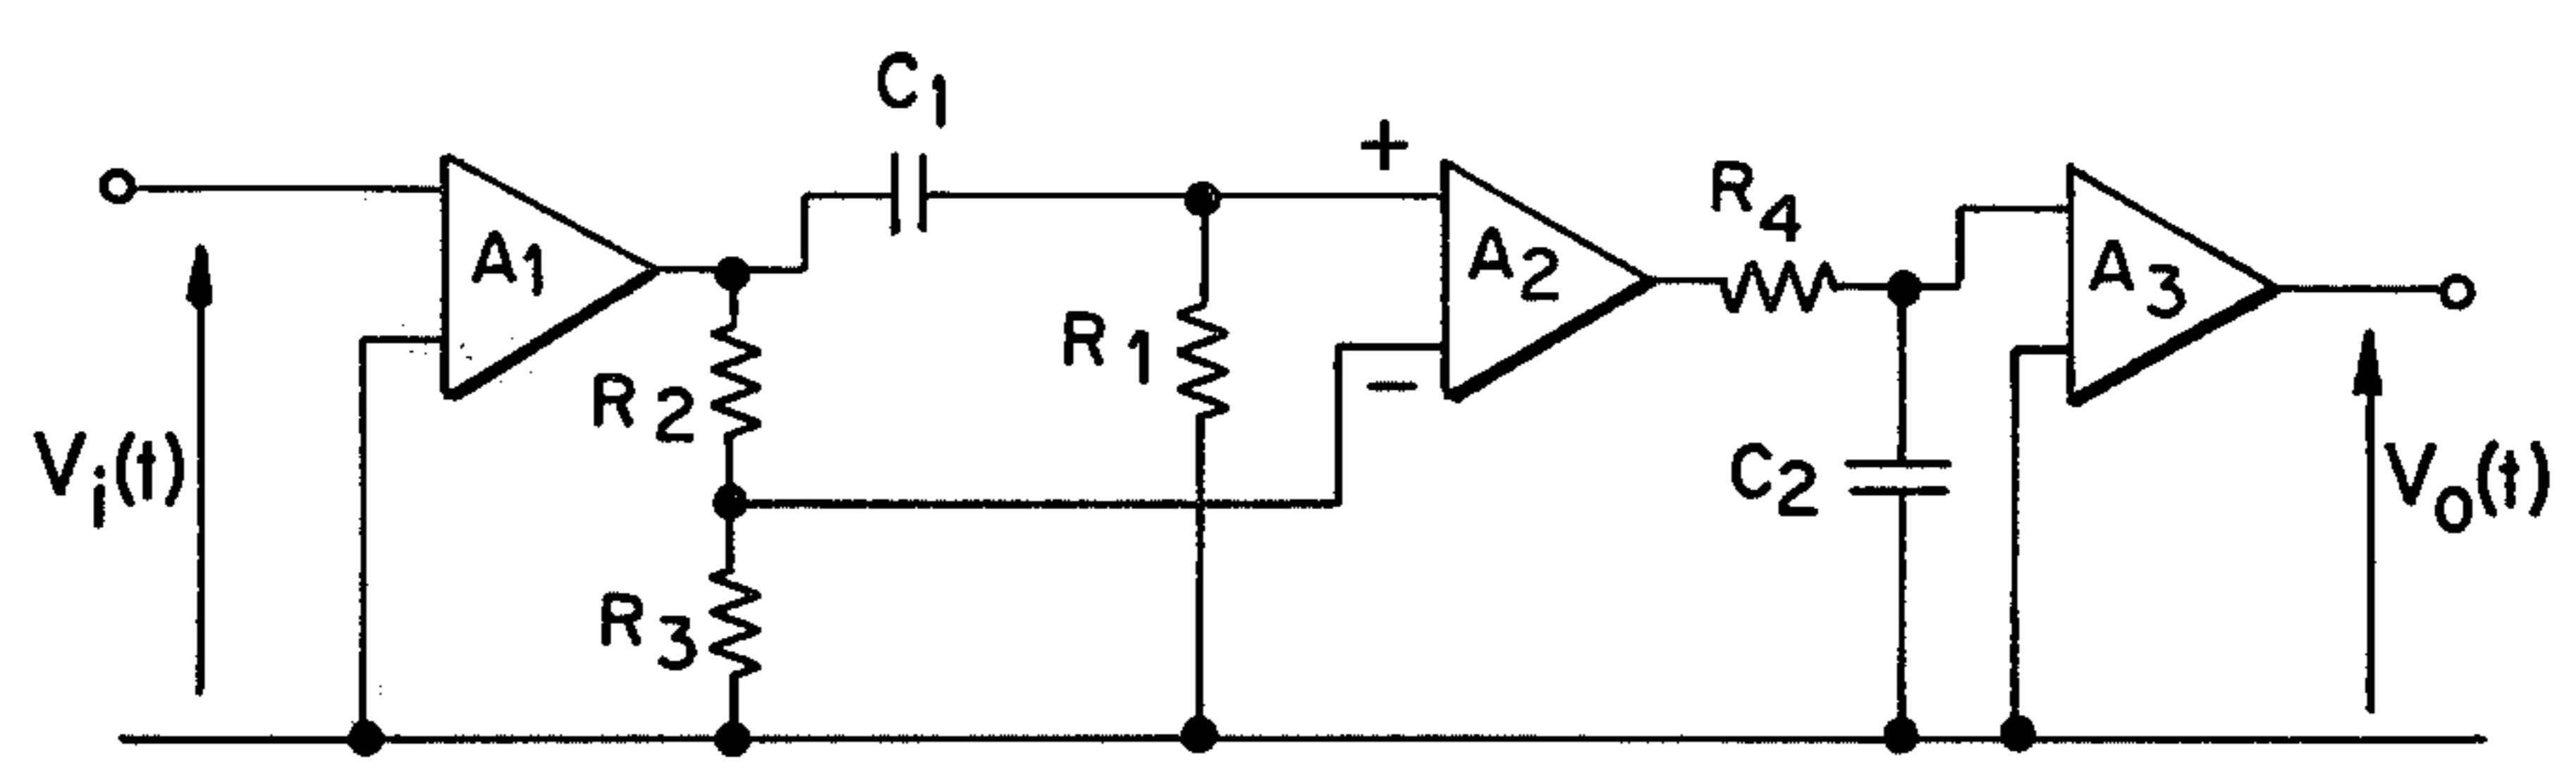 C1
+
A1
R4
A2
A3
R1
R2
−
Vi(t)
C2
Vo(t)
R3